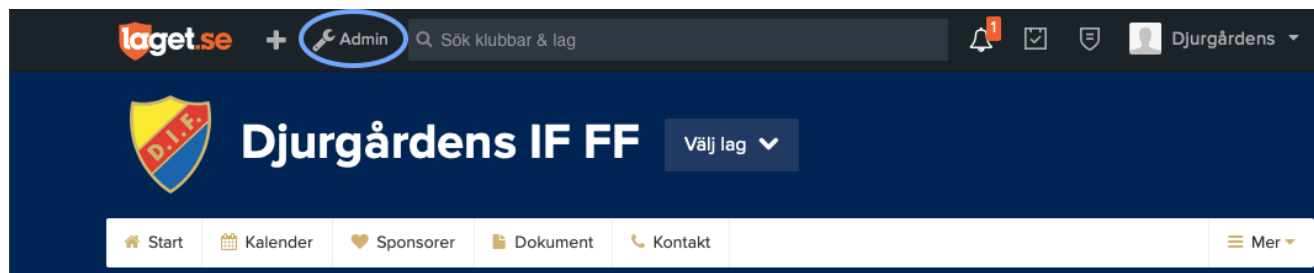 laget.se Admin Sök klubbar & lag 1 Djurgårdens
D.I.F.
Djurgårdens IF FF Välj lag
Start Kalender Sponsorer Dokument Kontakt Mer